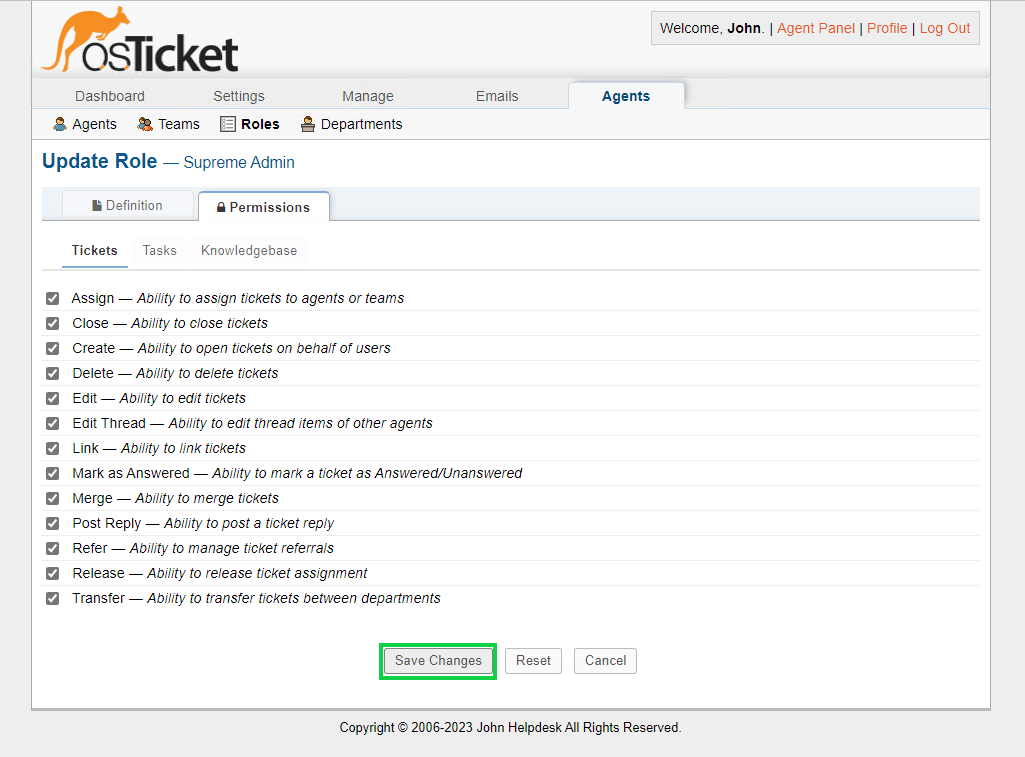 osTicket
Welcome, John. | Agent Panel | Profile | Log Out
Dashboard Settings Manage Emails Agents
Agents Teams Roles Departments
Update Role — Supreme Admin
Definition Permissions
Tickets Tasks Knowledgebase
Assign — Ability to assign tickets to agents or teams
Close — Ability to close tickets
Create — Ability to open tickets on behalf of users
Delete — Ability to delete tickets
Edit — Ability to edit tickets
Edit Thread — Ability to edit thread items of other agents
Link — Ability to link tickets
Mark as Answered — Ability to mark a ticket as Answered/Unanswered
Merge — Ability to merge tickets
Post Reply — Ability to post a ticket reply
Refer — Ability to manage ticket referrals
Release — Ability to release ticket assignment
Transfer — Ability to transfer tickets between departments
Save Changes Reset Cancel
Copyright © 2006-2023 John Helpdesk All Rights Reserved.